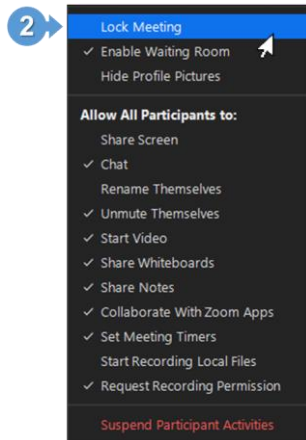 2
Lock Meeting
✓ Enable Waiting Room
Hide Profile Pictures
Allow All Participants to:
Share Screen
✓ Chat
Rename Themselves
✓ Unmute Themselves
✓ Start Video
✓ Share Whiteboards
✓ Share Notes
✓ Collaborate With Zoom Apps
✓ Set Meeting Timers
Start Recording Local Files
✓ Request Recording Permission
Suspend Participant Activities